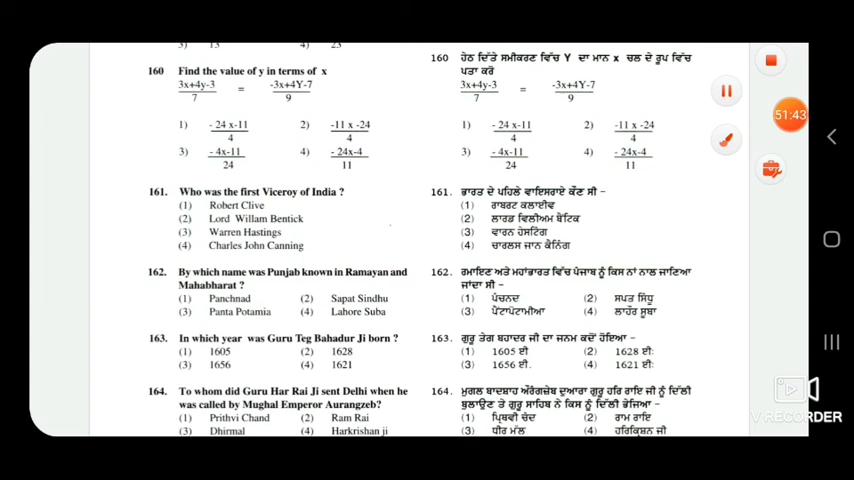 3) 13 4) 23
160 Find the value of y in terms of x
3x+4y-3 = -3x+4Y-7
7 9
1) - 24 x-11 2) -11 x -24
4 4
3) - 4x-11 4) - 24x-4
24 11
161. Who was the first Viceroy of India ?
(1) Robert Clive
(2) Lord Willam Bentick
(3) Warren Hastings
(4) Charles John Canning
162. By which name was Punjab known in Ramayan and
Mahabharat ?
(1) Panchnad (2) Sapat Sindhu
(3) Panta Potamia (4) Lahore Suba
163. In which year was Guru Teg Bahadur Ji born ?
(1) 1605 (2) 1628
(3) 1656 (4) 1621
164. To whom did Guru Har Rai Ji sent Delhi when he
was called by Mughal Emperor Aurangzeb?
(1) Prithvi Chand (2) Ram Rai
(3) Dhirmal (4) Harkrishan ji
160 ਹੇਠ ਦਿੱਤੇ ਸਮੀਕਰਣ ਵਿੱਚ Y ਦਾ ਮਾਨ x ਚਲ ਦੇ ਰੂਪ ਵਿੱਚ
ਪਤਾ ਕਰੋ
3x+4y-3 = -3x+4Y-7
7 9
1) - 24 x-11 2) -11 x -24
4 4
3) - 4x-11 4) - 24x-4
24 11
161. ਭਾਰਤ ਦੇ ਪਹਿਲੇ ਵਾਇਸਰਾਏ ਕੌਣ ਸੀ -
(1) ਰਾਬਰਟ ਕਲਾਈਵ
(2) ਲਾਰਡ ਵਿਲੀਅਮ ਬੈਂਟਿਕ
(3) ਵਾਰਨ ਹੇਸਟਿੰਗ
(4) ਚਾਰਲਸ ਜਾਨ ਕੈਨਿੰਗ
162. ਰਮਾਇਣ ਅਤੇ ਮਹਾਂਭਾਰਤ ਵਿੱਚ ਪੰਜਾਬ ਨੂੰ ਕਿਸ ਨਾਂ ਨਾਲ ਜਾਣਿਆ
ਜਾਂਦਾ ਸੀ -
(1) ਪੰਚਨਦ (2) ਸਪਤ ਸਿੰਧੂ
(3) ਪੈਂਟਾਪੋਟਾਮੀਆ (4) ਲਾਹੌਰ ਸੂਬਾ
163. ਗੁਰੂ ਤੇਗ ਬਹਾਦਰ ਜੀ ਦਾ ਜਨਮ ਕਦੋਂ ਹੋਇਆ -
(1) 1605 ਈ (2) 1628 ਈਃ
(3) 1656 ਈ. (4) 1621 ਈਃ
164. ਮੁਗਲ ਬਾਦਸ਼ਾਹ ਔਰੰਗਜ਼ੇਬ ਦੁਆਰਾ ਗੁਰੂ ਹਰਿ ਰਾਇ ਜੀ ਨੂੰ ਦਿੱਲੀ
ਬੁਲਾਉਣ ਤੇ ਗੁਰੂ ਸਾਹਿਬ ਨੇ ਕਿਸ ਨੂੰ ਦਿੱਲੀ ਭੇਜਿਆ -
(1) ਪ੍ਰਿਥਵੀ ਚੰਦ (2) ਰਾਮ ਰਾਇ
(3) ਧੀਰ ਮੱਲ (4) ਹਰਿਕ੍ਰਿਸ਼ਨ ਜੀ
51:43
V-RECORDER